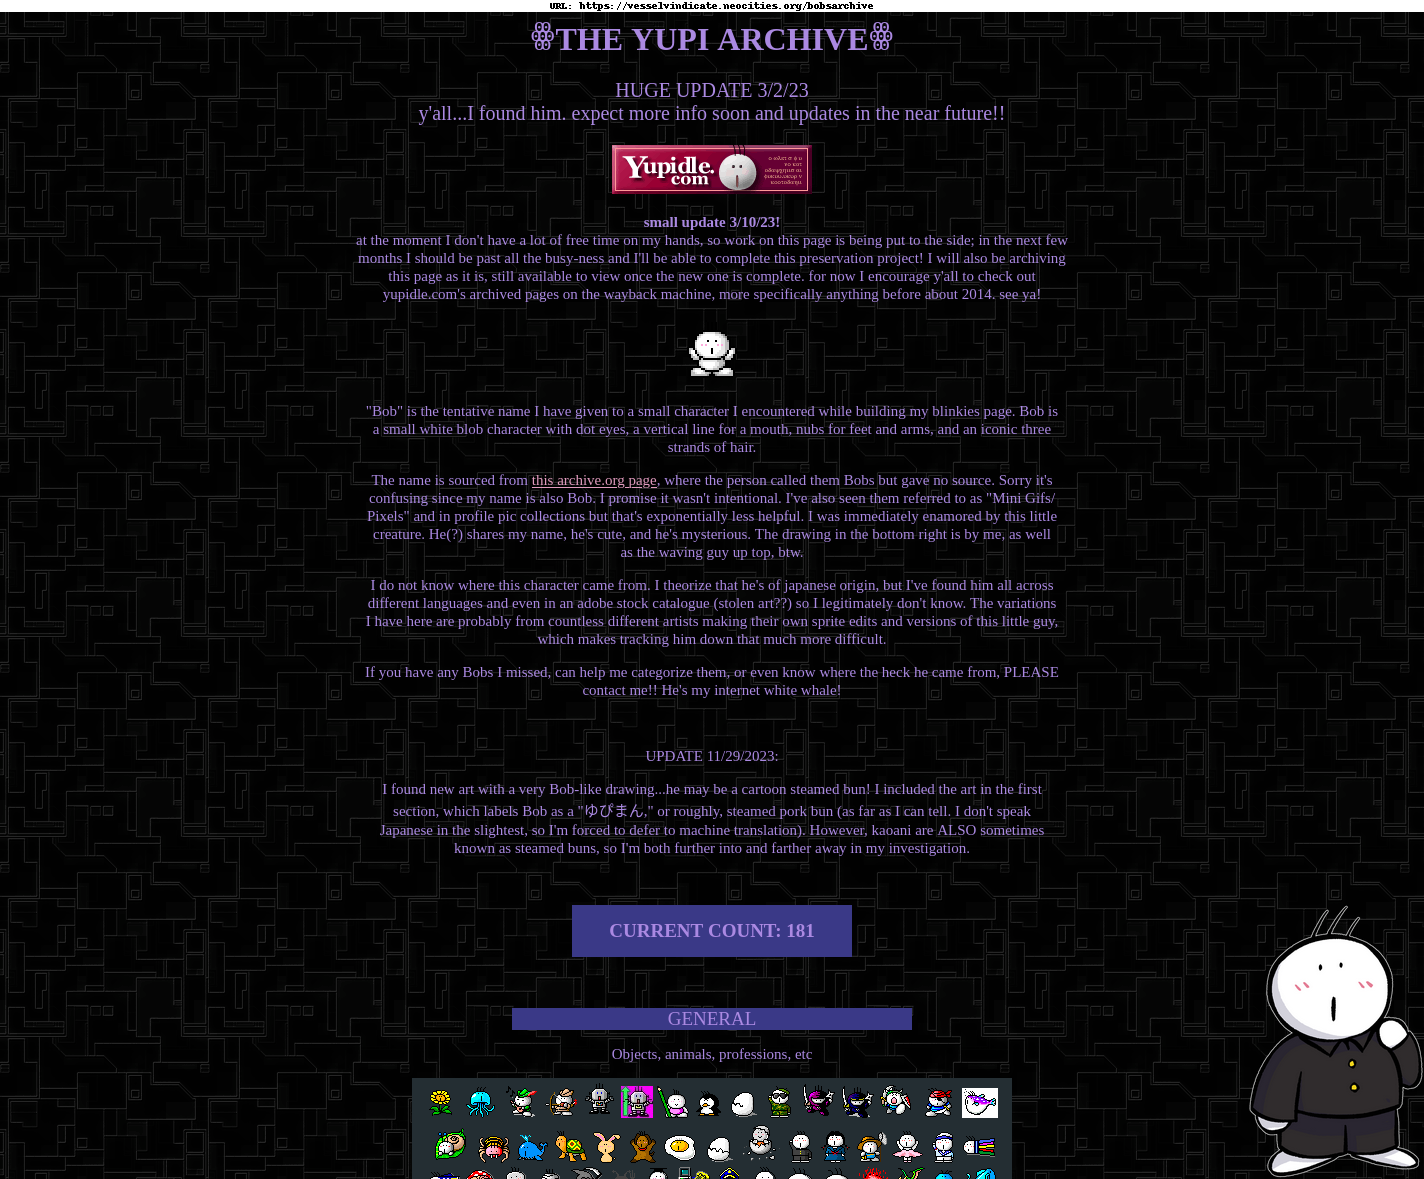 URL: https://vesselvindicate.neocities.org/bobsarchive
THE YUPI ARCHIVE
HUGE UPDATE 3/2/23
y'all...I found him. expect more info soon and updates in the near future!!
Yupidle.
com
small update 3/10/23!
at the moment I don't have a lot of free time on my hands, so work on this page is being put to the side; in the next few
months I should be past all the busy-ness and I'll be able to complete this preservation project! I will also be archiving
this page as it is, still available to view once the new one is complete. for now I encourage y'all to check out
yupidle.com's archived pages on the wayback machine, more specifically anything before about 2014. see ya!
"Bob" is the tentative name I have given to a small character I encountered while building my blinkies page. Bob is
a small white blob character with dot eyes, a vertical line for a mouth, nubs for feet and arms, and an iconic three
strands of hair.
The name is sourced from this archive.org page, where the person called them Bobs but gave no source. Sorry it's
confusing since my name is also Bob. I promise it wasn't intentional. I've also seen them referred to as "Mini Gifs/
Pixels" and in profile pic collections but that's exponentially less helpful. I was immediately enamored by this little
creature. He(?) shares my name, he's cute, and he's mysterious. The drawing in the bottom right is by me, as well
as the waving guy up top, btw.
I do not know where this character came from. I theorize that he's of japanese origin, but I've found him all across
different languages and even in an adobe stock catalogue (stolen art??) so I legitimately don't know. The variations
I have here are probably from countless different artists making their own sprite edits and versions of this little guy,
which makes tracking him down that much more difficult.
If you have any Bobs I missed, can help me categorize them, or even know where the heck he came from, PLEASE
contact me!! He's my internet white whale!
UPDATE 11/29/2023:
I found new art with a very Bob-like drawing...he may be a cartoon steamed bun! I included the art in the first
section, which labels Bob as a "ゆぴまん," or roughly, steamed pork bun (as far as I can tell. I don't speak
Japanese in the slightest, so I'm forced to defer to machine translation). However, kaoani are ALSO sometimes
known as steamed buns, so I'm both further into and farther away in my investigation.
CURRENT COUNT: 181
GENERAL
Objects, animals, professions, etc